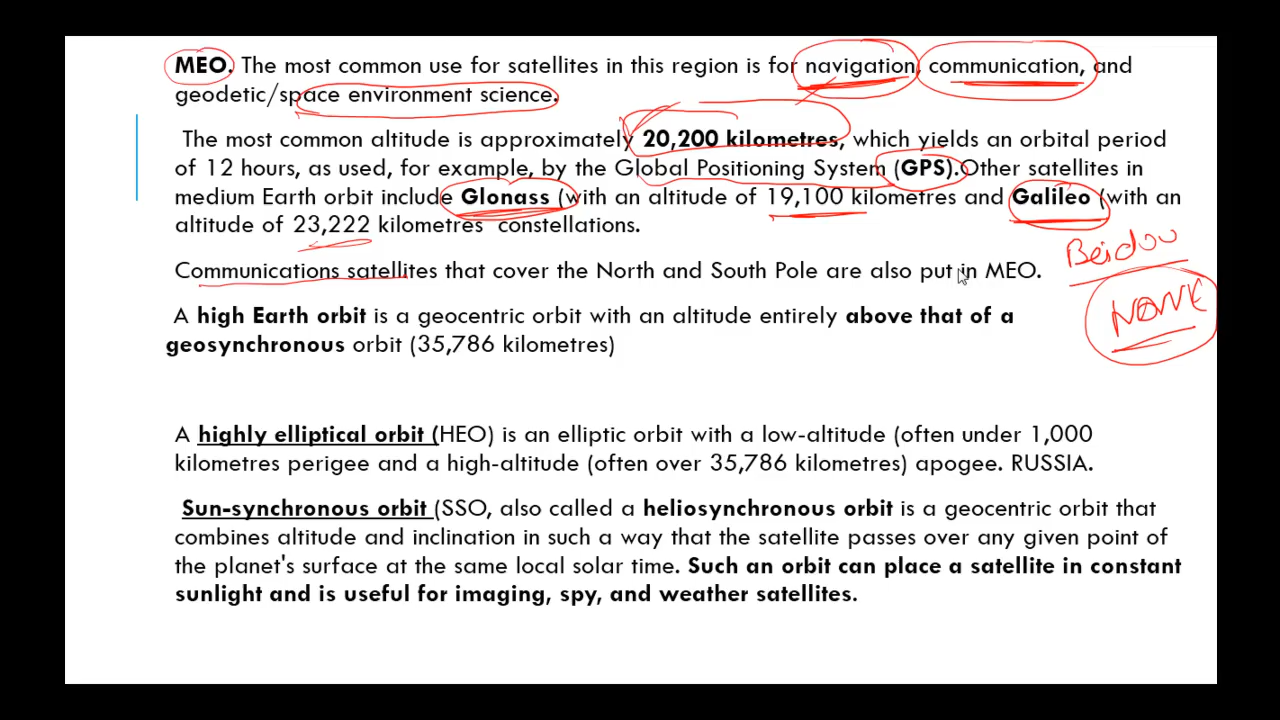 MEO. The most common use for satellites in this region is for navigation, communication, and
geodetic/space environment science.
The most common altitude is approximately 20,200 kilometres, which yields an orbital period
of 12 hours, as used, for example, by the Global Positioning System (GPS).Other satellites in
medium Earth orbit include Glonass (with an altitude of 19,100 kilometres and Galileo (with an
altitude of 23,222 kilometres constellations.
Beidou
Communications satellites that cover the North and South Pole are also put in MEO.
A high Earth orbit is a geocentric orbit with an altitude entirely above that of a
geosynchronous orbit (35,786 kilometres)
A highly elliptical orbit (HEO) is an elliptic orbit with a low-altitude (often under 1,000
kilometres perigee and a high-altitude (often over 35,786 kilometres) apogee. RUSSIA.
Sun-synchronous orbit (SSO, also called a heliosynchronous orbit is a geocentric orbit that
combines altitude and inclination in such a way that the satellite passes over any given point of
the planet's surface at the same local solar time. Such an orbit can place a satellite in constant
sunlight and is useful for imaging, spy, and weather satellites.